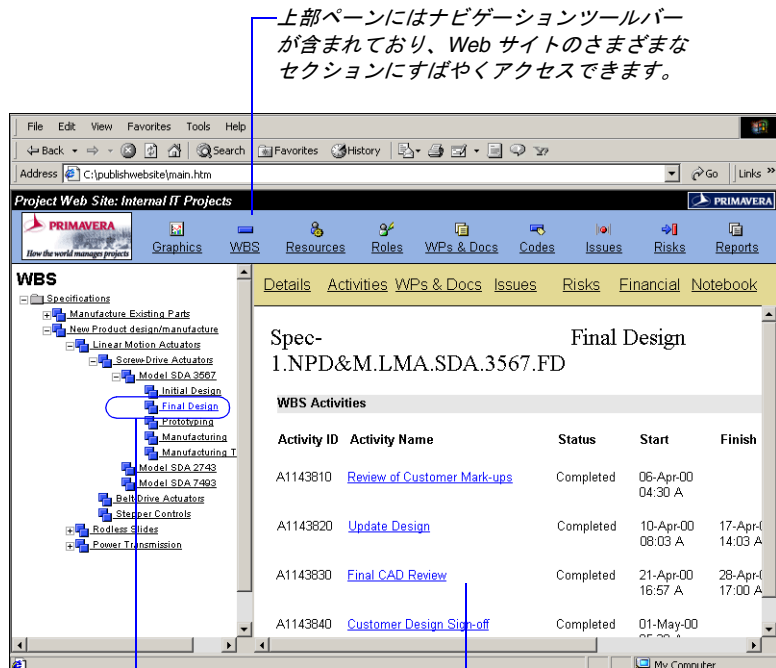 上部ペーンにはナビゲーションツールバー
が含まれており、Web サイトのさまざまな
セクションにすばやくアクセスできます。
File Edit View Favorites Tools Help
Back Search Favorites History
Address C:\publishwebsite\main.htm Go Links »
Project Web Site: Internal IT Projects PRIMAVERA
PRIMAVERA
How the world manages projects
Graphics WBS Resources Roles WPs & Docs Codes Issues Risks Reports
WBS
Specifications
Manufacture Existing Parts
New Product design/manufacture
Linear Motion Actuators
Screw-Drive Actuators
Model SDA 3567
Initial Design
Final Design
Prototyping
Manufacturing
Manufacturing T
Model SDA 2743
Model SDA 7493
Belt-Drive Actuators
Stepper Controls
Rodless Slides
Power Transmission
Details Activities WPs & Docs Issues Risks Financial Notebook
Spec- Final Design
1.NPD&M.LMA.SDA.3567.FD
WBS Activities
Activity ID Activity Name Status Start Finish
A1143810 Review of Customer Mark-ups Completed 06-Apr-00
04:30 A
A1143820 Update Design Completed 10-Apr-00 17-Apr-
08:03 A 14:03 A
A1143830 Final CAD Review Completed 21-Apr-00 28-Apr-
16:57 A 17:00 A
A1143840 Customer Design Sign-off Completed 01-May-00
My Computer